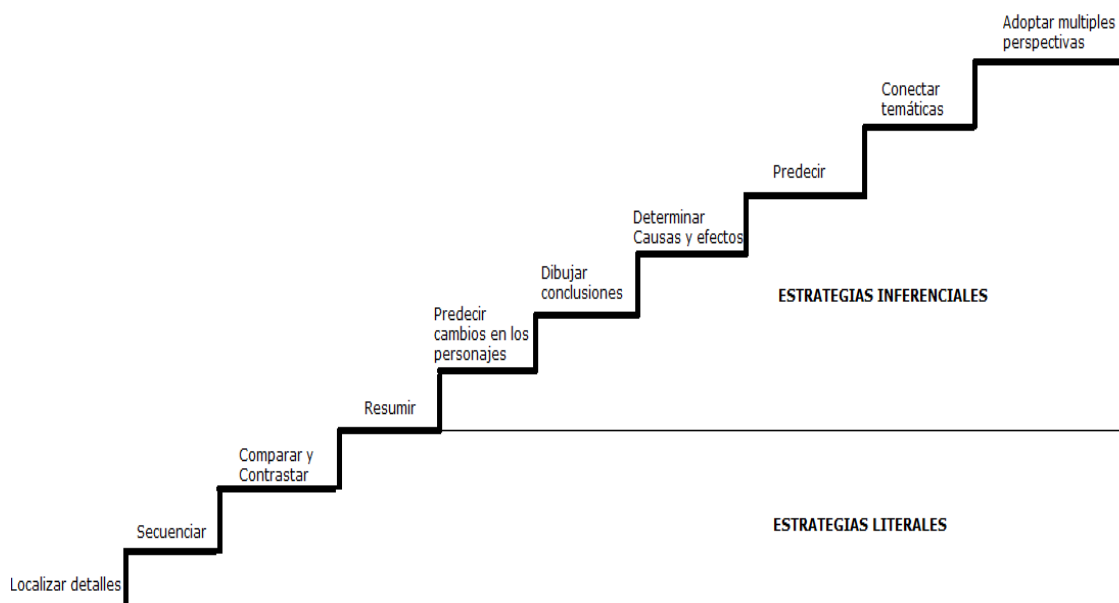 Adoptar multiples
perspectivas
Conectar
temáticas
Predecir
Determinar
Causas y efectos
Dibujar
conclusiones
ESTRATEGIAS INFERENCIALES
Predecir
cambios en los
personajes
Resumir
Comparar y
Contrastar
ESTRATEGIAS LITERALES
Secuenciar
Localizar detalles